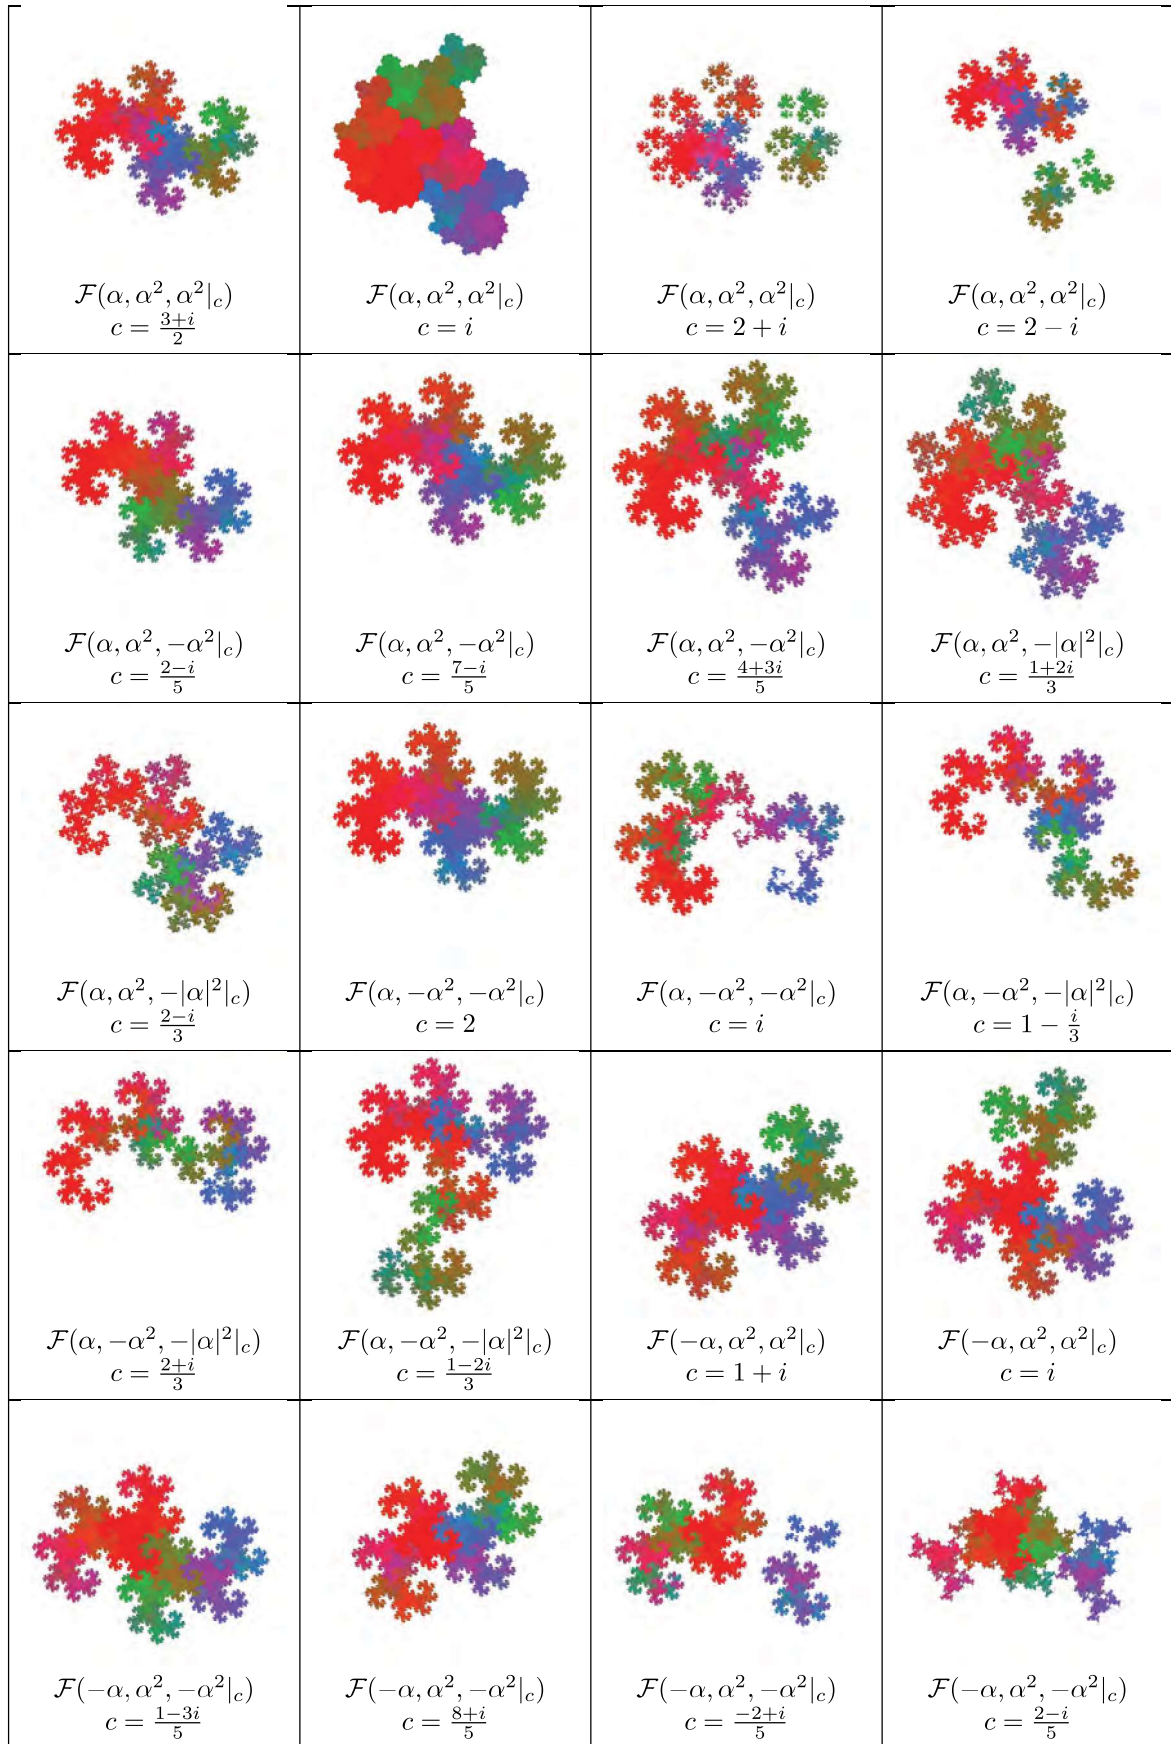 𝓕(α, α², α²|_c)
c = (3+i)/2
𝓕(α, α², α²|_c)
c = i
𝓕(α, α², α²|_c)
c = 2 + i
𝓕(α, α², α²|_c)
c = 2 − i
𝓕(α, α², −α²|_c)
c = (2−i)/5
𝓕(α, α², −α²|_c)
c = (7−i)/5
𝓕(α, α², −α²|_c)
c = (4+3i)/5
𝓕(α, α², −|α|²|_c)
c = (1+2i)/3
𝓕(α, α², −|α|²|_c)
c = (2−i)/3
𝓕(α, −α², −α²|_c)
c = 2
𝓕(α, −α², −α²|_c)
c = i
𝓕(α, −α², −|α|²|_c)
c = 1 − i/3
𝓕(α, −α², −|α|²|_c)
c = (2+i)/3
𝓕(α, −α², −|α|²|_c)
c = (1−2i)/3
𝓕(−α, α², α²|_c)
c = 1 + i
𝓕(−α, α², α²|_c)
c = i
𝓕(−α, α², −α²|_c)
c = (1−3i)/5
𝓕(−α, α², −α²|_c)
c = (8+i)/5
𝓕(−α, α², −α²|_c)
c = (−2+i)/5
𝓕(−α, α², −α²|_c)
c = (2−i)/5